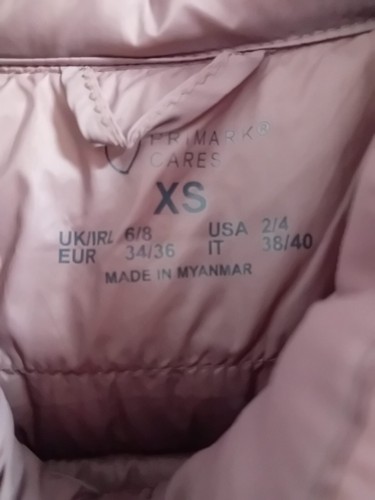 PRIMARK®
CARES
XS
UK/IRL 6/8 USA 2/4
EUR 34/36 IT 38/40
MADE IN MYANMAR